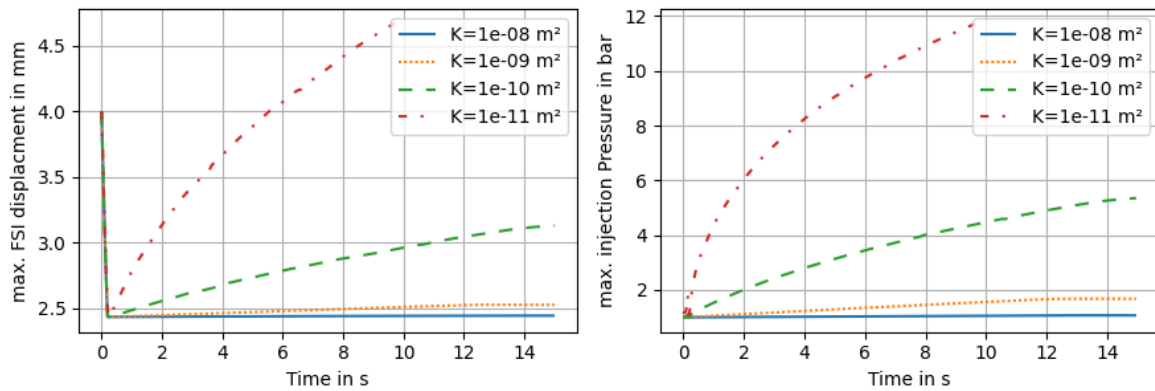 max. FSI displacment in mm
4.5
4.0
3.5
3.0
2.5
0 2 4 6 8 10 12 14
Time in s
K=1e-08 m²
K=1e-09 m²
K=1e-10 m²
K=1e-11 m²
max. injection Pressure in bar
12
10
8
6
4
2
0 2 4 6 8 10 12 14
Time in s
K=1e-08 m²
K=1e-09 m²
K=1e-10 m²
K=1e-11 m²